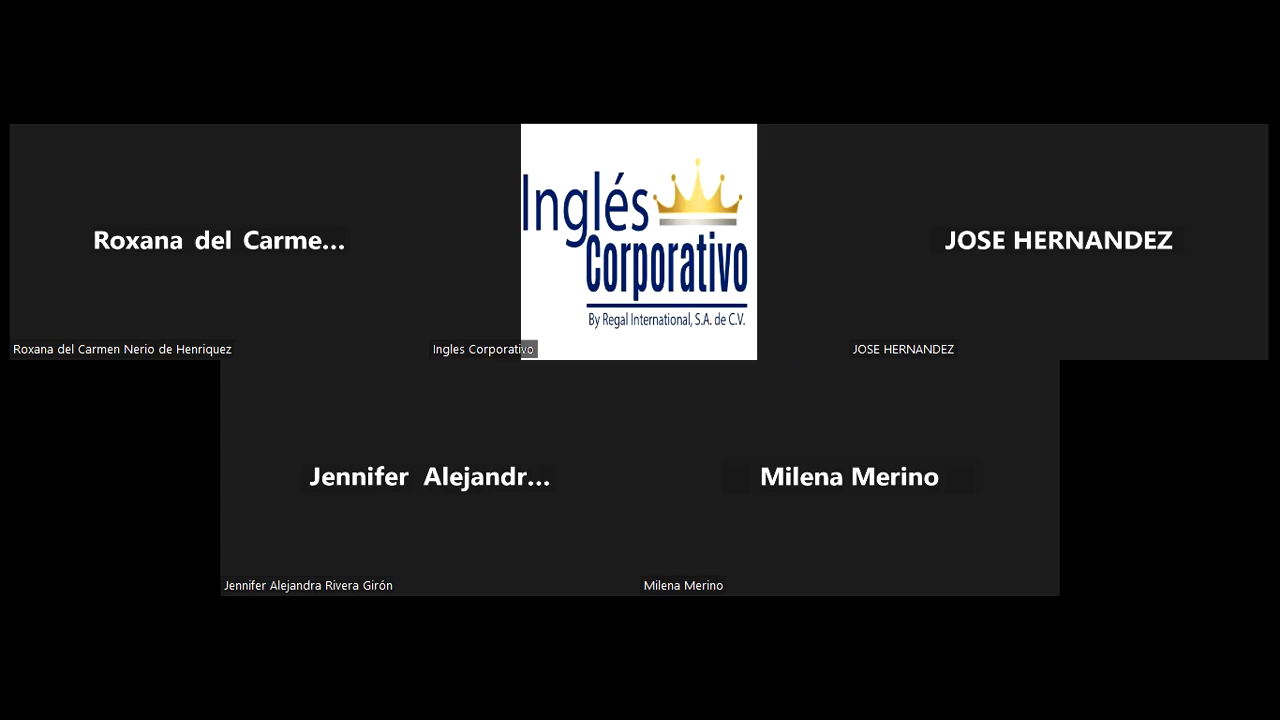 Roxana del Carme...
Roxana del Carmen Nerio de Henriquez
Inglés
Corporativo
By Regal International, S.A. de C.V.
Ingles Corporativo
JOSE HERNANDEZ
JOSE HERNANDEZ
Jennifer Alejandr...
Jennifer Alejandra Rivera Girón
Milena Merino
Milena Merino